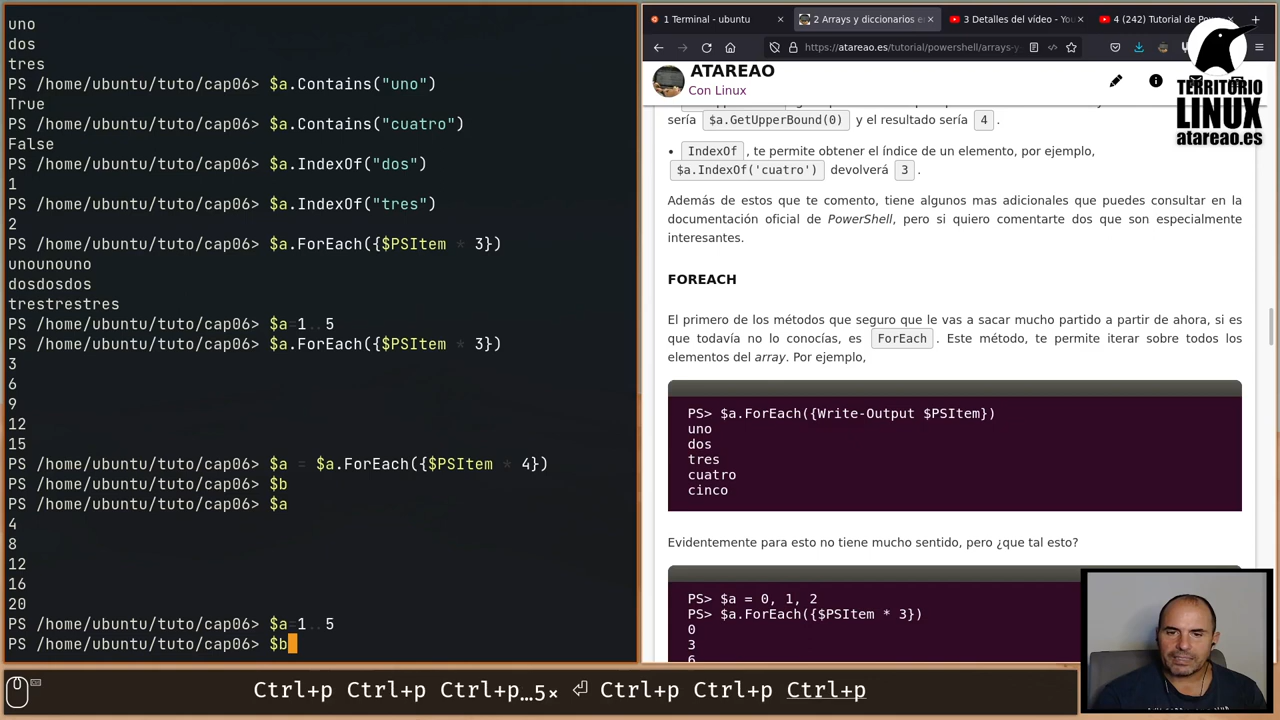 uno
dos
tres
PS /home/ubuntu/tuto/cap06> $a.Contains("uno")
True
PS /home/ubuntu/tuto/cap06> $a.Contains("cuatro")
False
PS /home/ubuntu/tuto/cap06> $a.IndexOf("dos")
1
PS /home/ubuntu/tuto/cap06> $a.IndexOf("tres")
2
PS /home/ubuntu/tuto/cap06> $a.ForEach({$PSItem * 3})
unounouno
dosdosdos
trestrestres
PS /home/ubuntu/tuto/cap06> $a=1..5
PS /home/ubuntu/tuto/cap06> $a.ForEach({$PSItem * 3})
3
6
9
12
15
PS /home/ubuntu/tuto/cap06> $a = $a.ForEach({$PSItem * 4})
PS /home/ubuntu/tuto/cap06> $b
PS /home/ubuntu/tuto/cap06> $a
4
8
12
16
20
PS /home/ubuntu/tuto/cap06> $a=1..5
PS /home/ubuntu/tuto/cap06> $b
1 Terminal - ubuntu
2 Arrays y diccionarios e
3 Detalles del vídeo - You
4 (242) Tutorial de Power
https://atareao.es/tutorial/powershell/arrays-y
TERRITORIO
LINUX
atareao.es
ATAREAO
Con Linux
sería $a.GetUpperBound(0) y el resultado sería 4 .
• IndexOf , te permite obtener el índice de un elemento, por ejemplo,
$a.IndexOf('cuatro') devolverá 3 .
Además de estos que te comento, tiene algunos mas adicionales que puedes consultar en la
documentación oficial de PowerShell, pero si quiero comentarte dos que son especialmente
interesantes.
FOREACH
El primero de los métodos que seguro que le vas a sacar mucho partido a partir de ahora, si es
que todavía no lo conocías, es ForEach . Este método, te permite iterar sobre todos los
elementos del array. Por ejemplo,
PS> $a.ForEach({Write-Output $PSItem})
uno
dos
tres
cuatro
cinco
Evidentemente para esto no tiene mucho sentido, pero ¿que tal esto?
PS> $a = 0, 1, 2
PS> $a.ForEach({$PSItem * 3})
0
3
6
Ctrl+p Ctrl+p Ctrl+p…5× ⏎ Ctrl+p Ctrl+p Ctrl+p